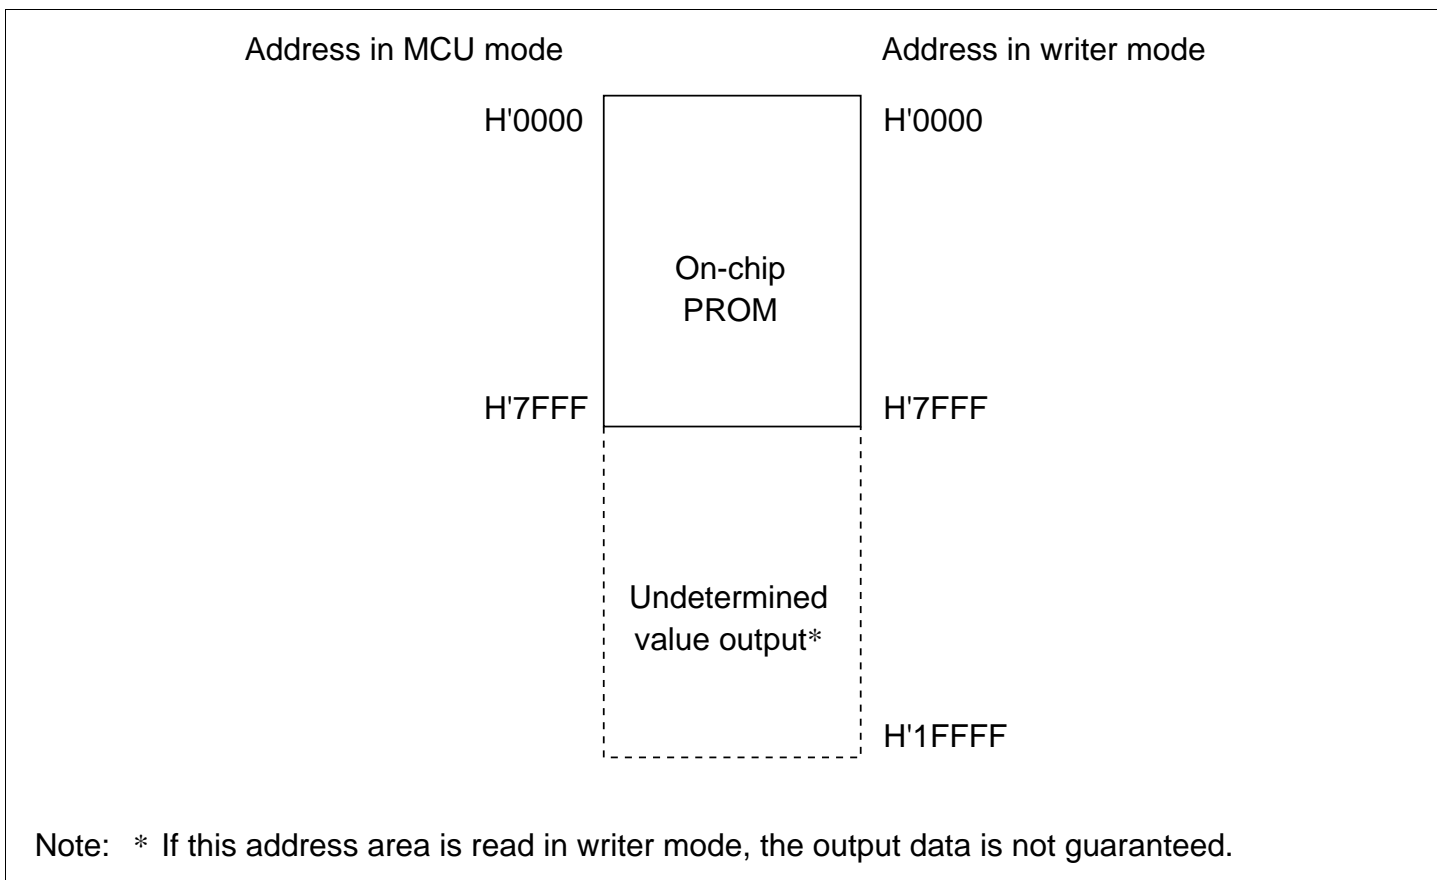 Address in MCU mode Address in writer mode
H'0000 H'0000
On-chip
PROM
H'7FFF H'7FFF
Undetermined
value output*
H'1FFFF
Note: * If this address area is read in writer mode, the output data is not guaranteed.